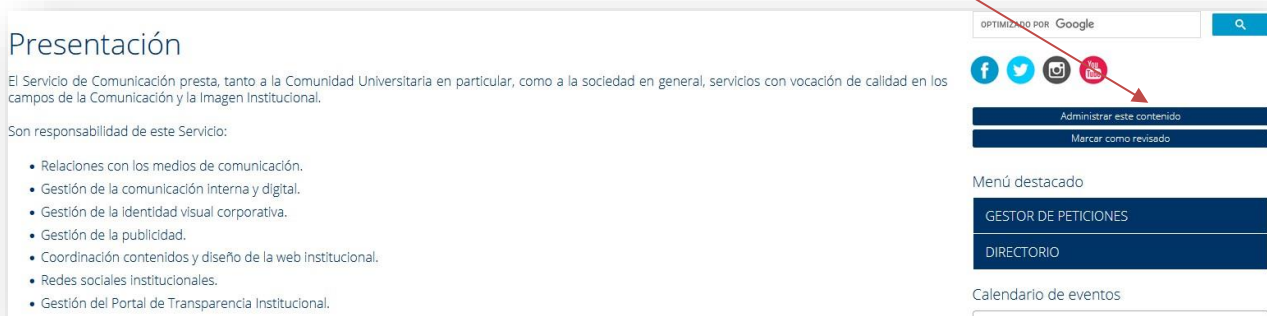 Presentación
El Servicio de Comunicación presta, tanto a la Comunidad Universitaria en particular, como a la sociedad en general, servicios con vocación de calidad en los
campos de la Comunicación y la Imagen Institucional.
Son responsabilidad de este Servicio:
• Relaciones con los medios de comunicación.
• Gestión de la comunicación interna y digital.
• Gestión de la identidad visual corporativa.
• Gestión de la publicidad.
• Coordinación contenidos y diseño de la web institucional.
• Redes sociales institucionales.
• Gestión del Portal de Transparencia Institucional.
OPTIMIZADO POR Google
You Tube
Administrar este contenido
Marcar como revisado
Menú destacado
GESTOR DE PETICIONES
DIRECTORIO
Calendario de eventos